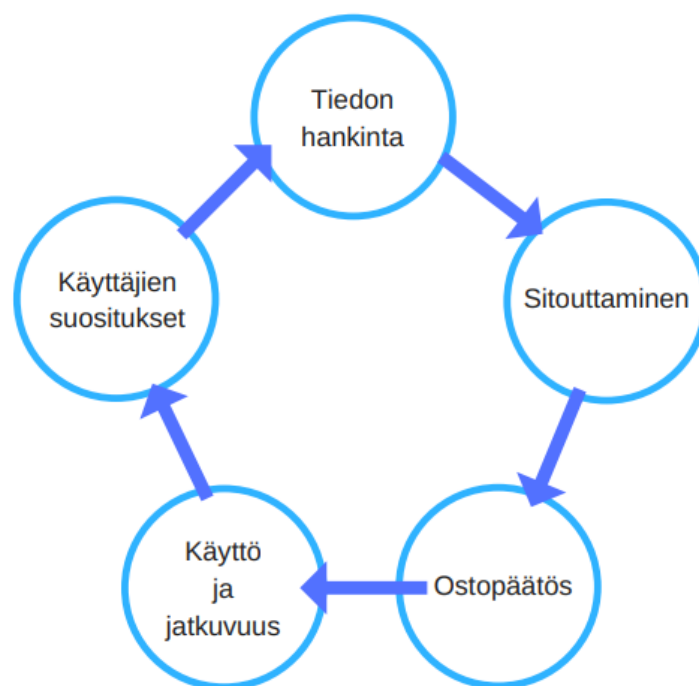 Tiedon
hankinta
Sitouttaminen
Ostopäätös
Käyttö
ja
jatkuvuus
Käyttäjien
suositukset